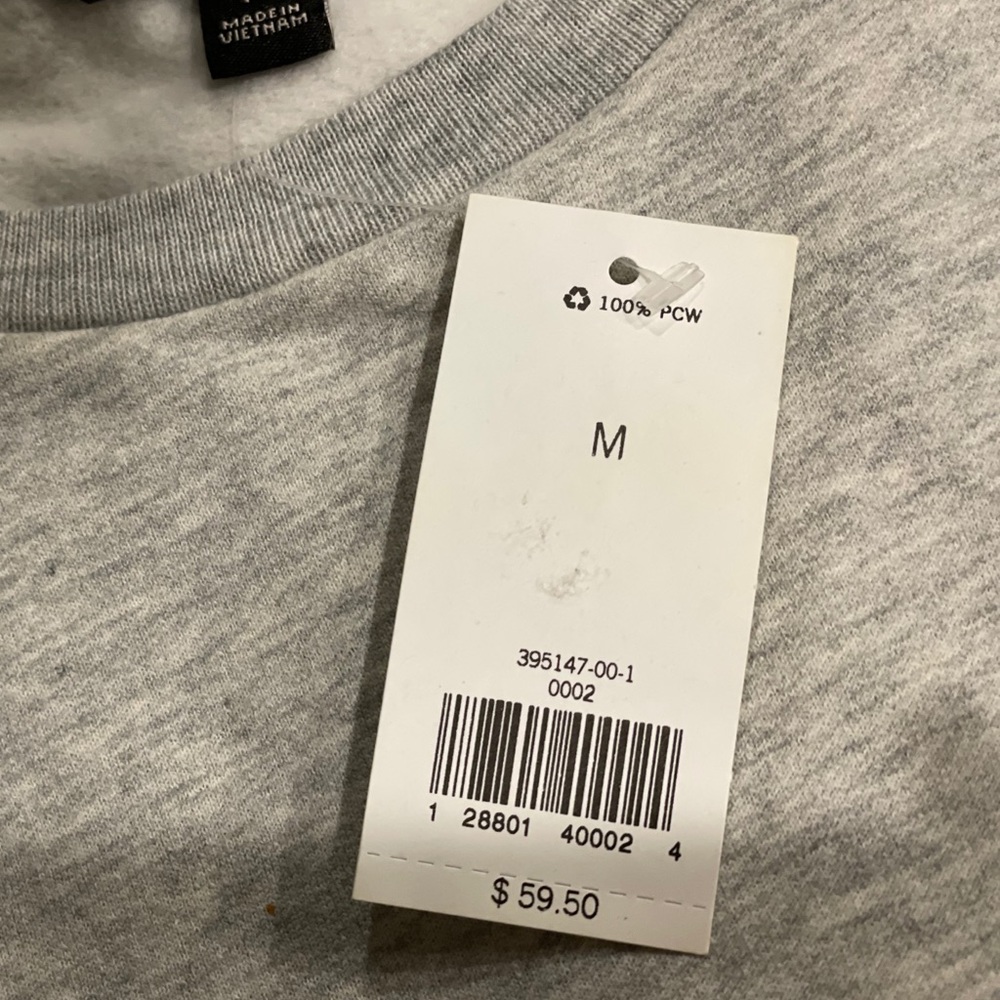 MADE IN
VIETNAM
100% PCW
M
395147-00-1
0002
1 28801 40002 4
$ 59.50